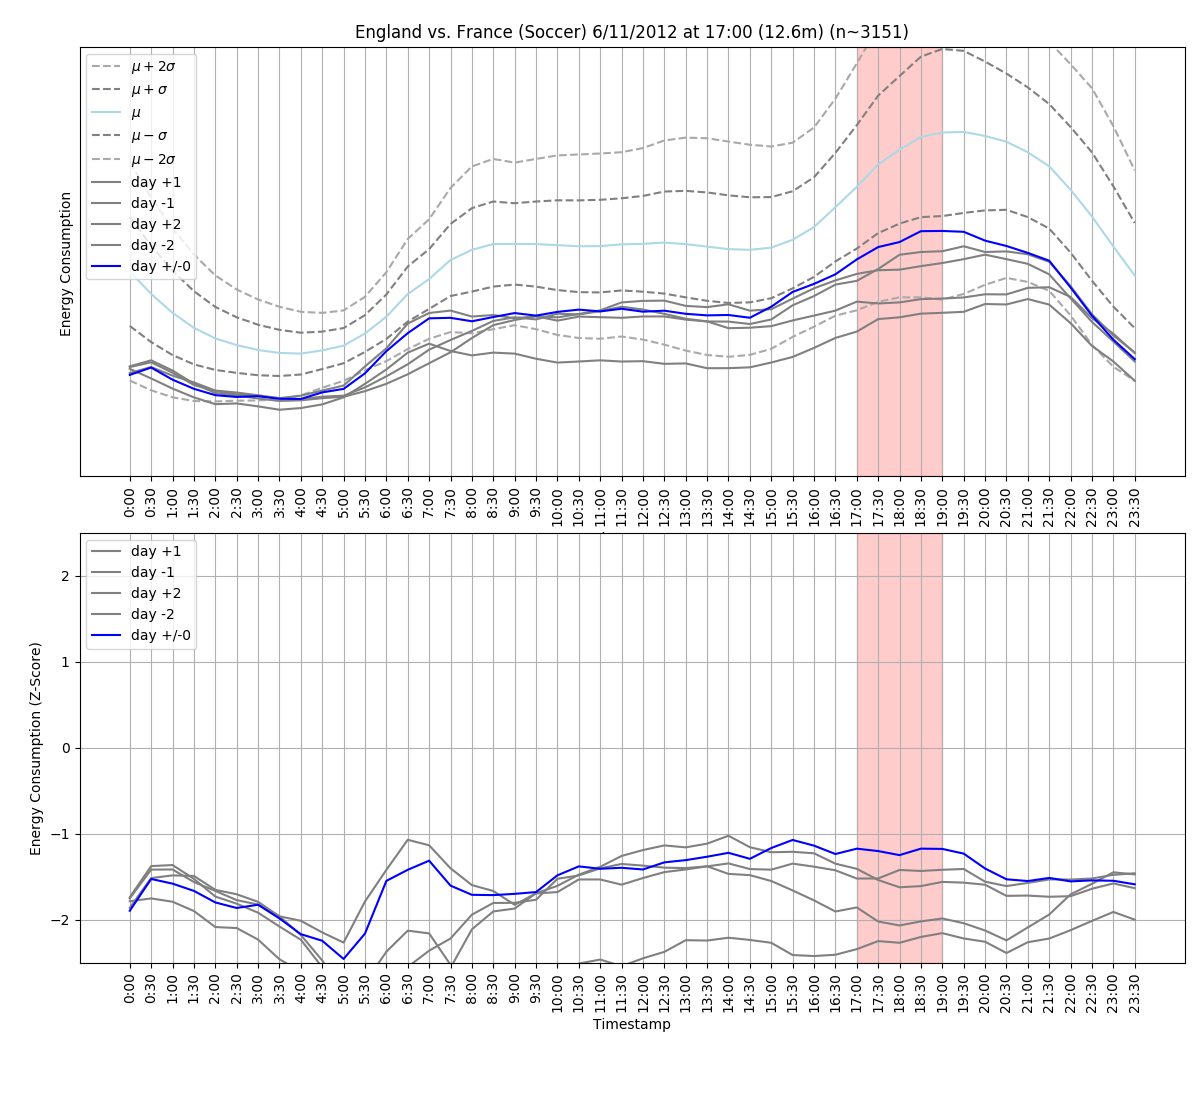 England vs. France (Soccer) 6/11/2012 at 17:00 (12.6m) (n~3151)
μ + 2σ
μ + σ
μ
μ − σ
μ − 2σ
day +1
day -1
day +2
day -2
day +/-0
Energy Consumption
0:00 0:30 1:00 1:30 2:00 2:30 3:00 3:30 4:00 4:30 5:00 5:30 6:00 6:30 7:00 7:30 8:00 8:30 9:00 9:30 10:00 10:30 11:00 11:30 12:00 12:30 13:00 13:30 14:00 14:30 15:00 15:30 16:00 16:30 17:00 17:30 18:00 18:30 19:00 19:30 20:00 20:30 21:00 21:30 22:00 22:30 23:00 23:30
day +1
day -1
day +2
day -2
day +/-0
Energy Consumption (Z-Score)
2
1
0
−1
−2
0:00 0:30 1:00 1:30 2:00 2:30 3:00 3:30 4:00 4:30 5:00 5:30 6:00 6:30 7:00 7:30 8:00 8:30 9:00 9:30 10:00 10:30 11:00 11:30 12:00 12:30 13:00 13:30 14:00 14:30 15:00 15:30 16:00 16:30 17:00 17:30 18:00 18:30 19:00 19:30 20:00 20:30 21:00 21:30 22:00 22:30 23:00 23:30
Timestamp